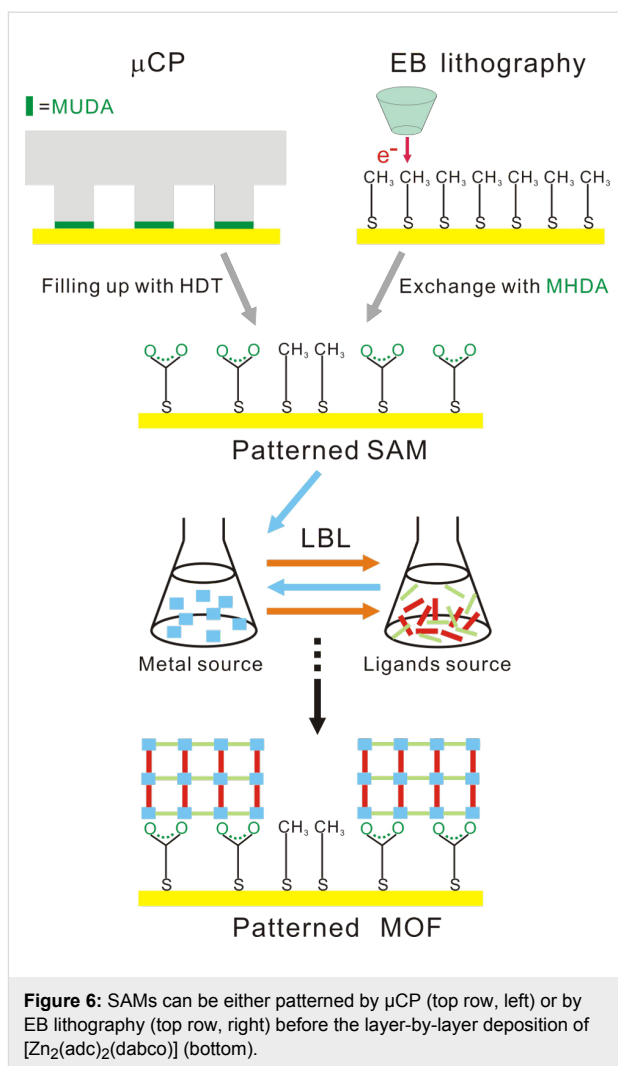 μCP
EB lithography
=MUDA
e⁻
CH₃ CH₃ CH₃ CH₃ CH₃ CH₃ CH₃
S S S S S S S
Filling up with HDT
Exchange with MHDA
O O O O CH₃ CH₃ O O O O
S S S S S S
Patterned SAM
LBL
Metal source
Ligands source
O O O O CH₃ CH₃ O O O O
S S S S S S
Patterned MOF
Figure 6: SAMs can be either patterned by μCP (top row, left) or by
EB lithography (top row, right) before the layer-by-layer deposition of
[Zn₂(adc)₂(dabco)] (bottom).